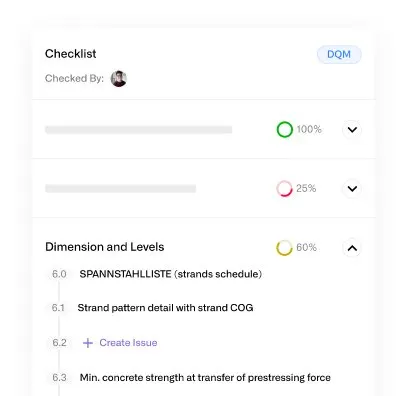 Checklist
DQM
Checked By:
100%
25%
Dimension and Levels
60%
6.0 SPANNSTAHLLISTE (strands schedule)
6.1 Strand pattern detail with strand COG
6.2 + Create Issue
6.3 Min. concrete strength at transfer of prestressing force